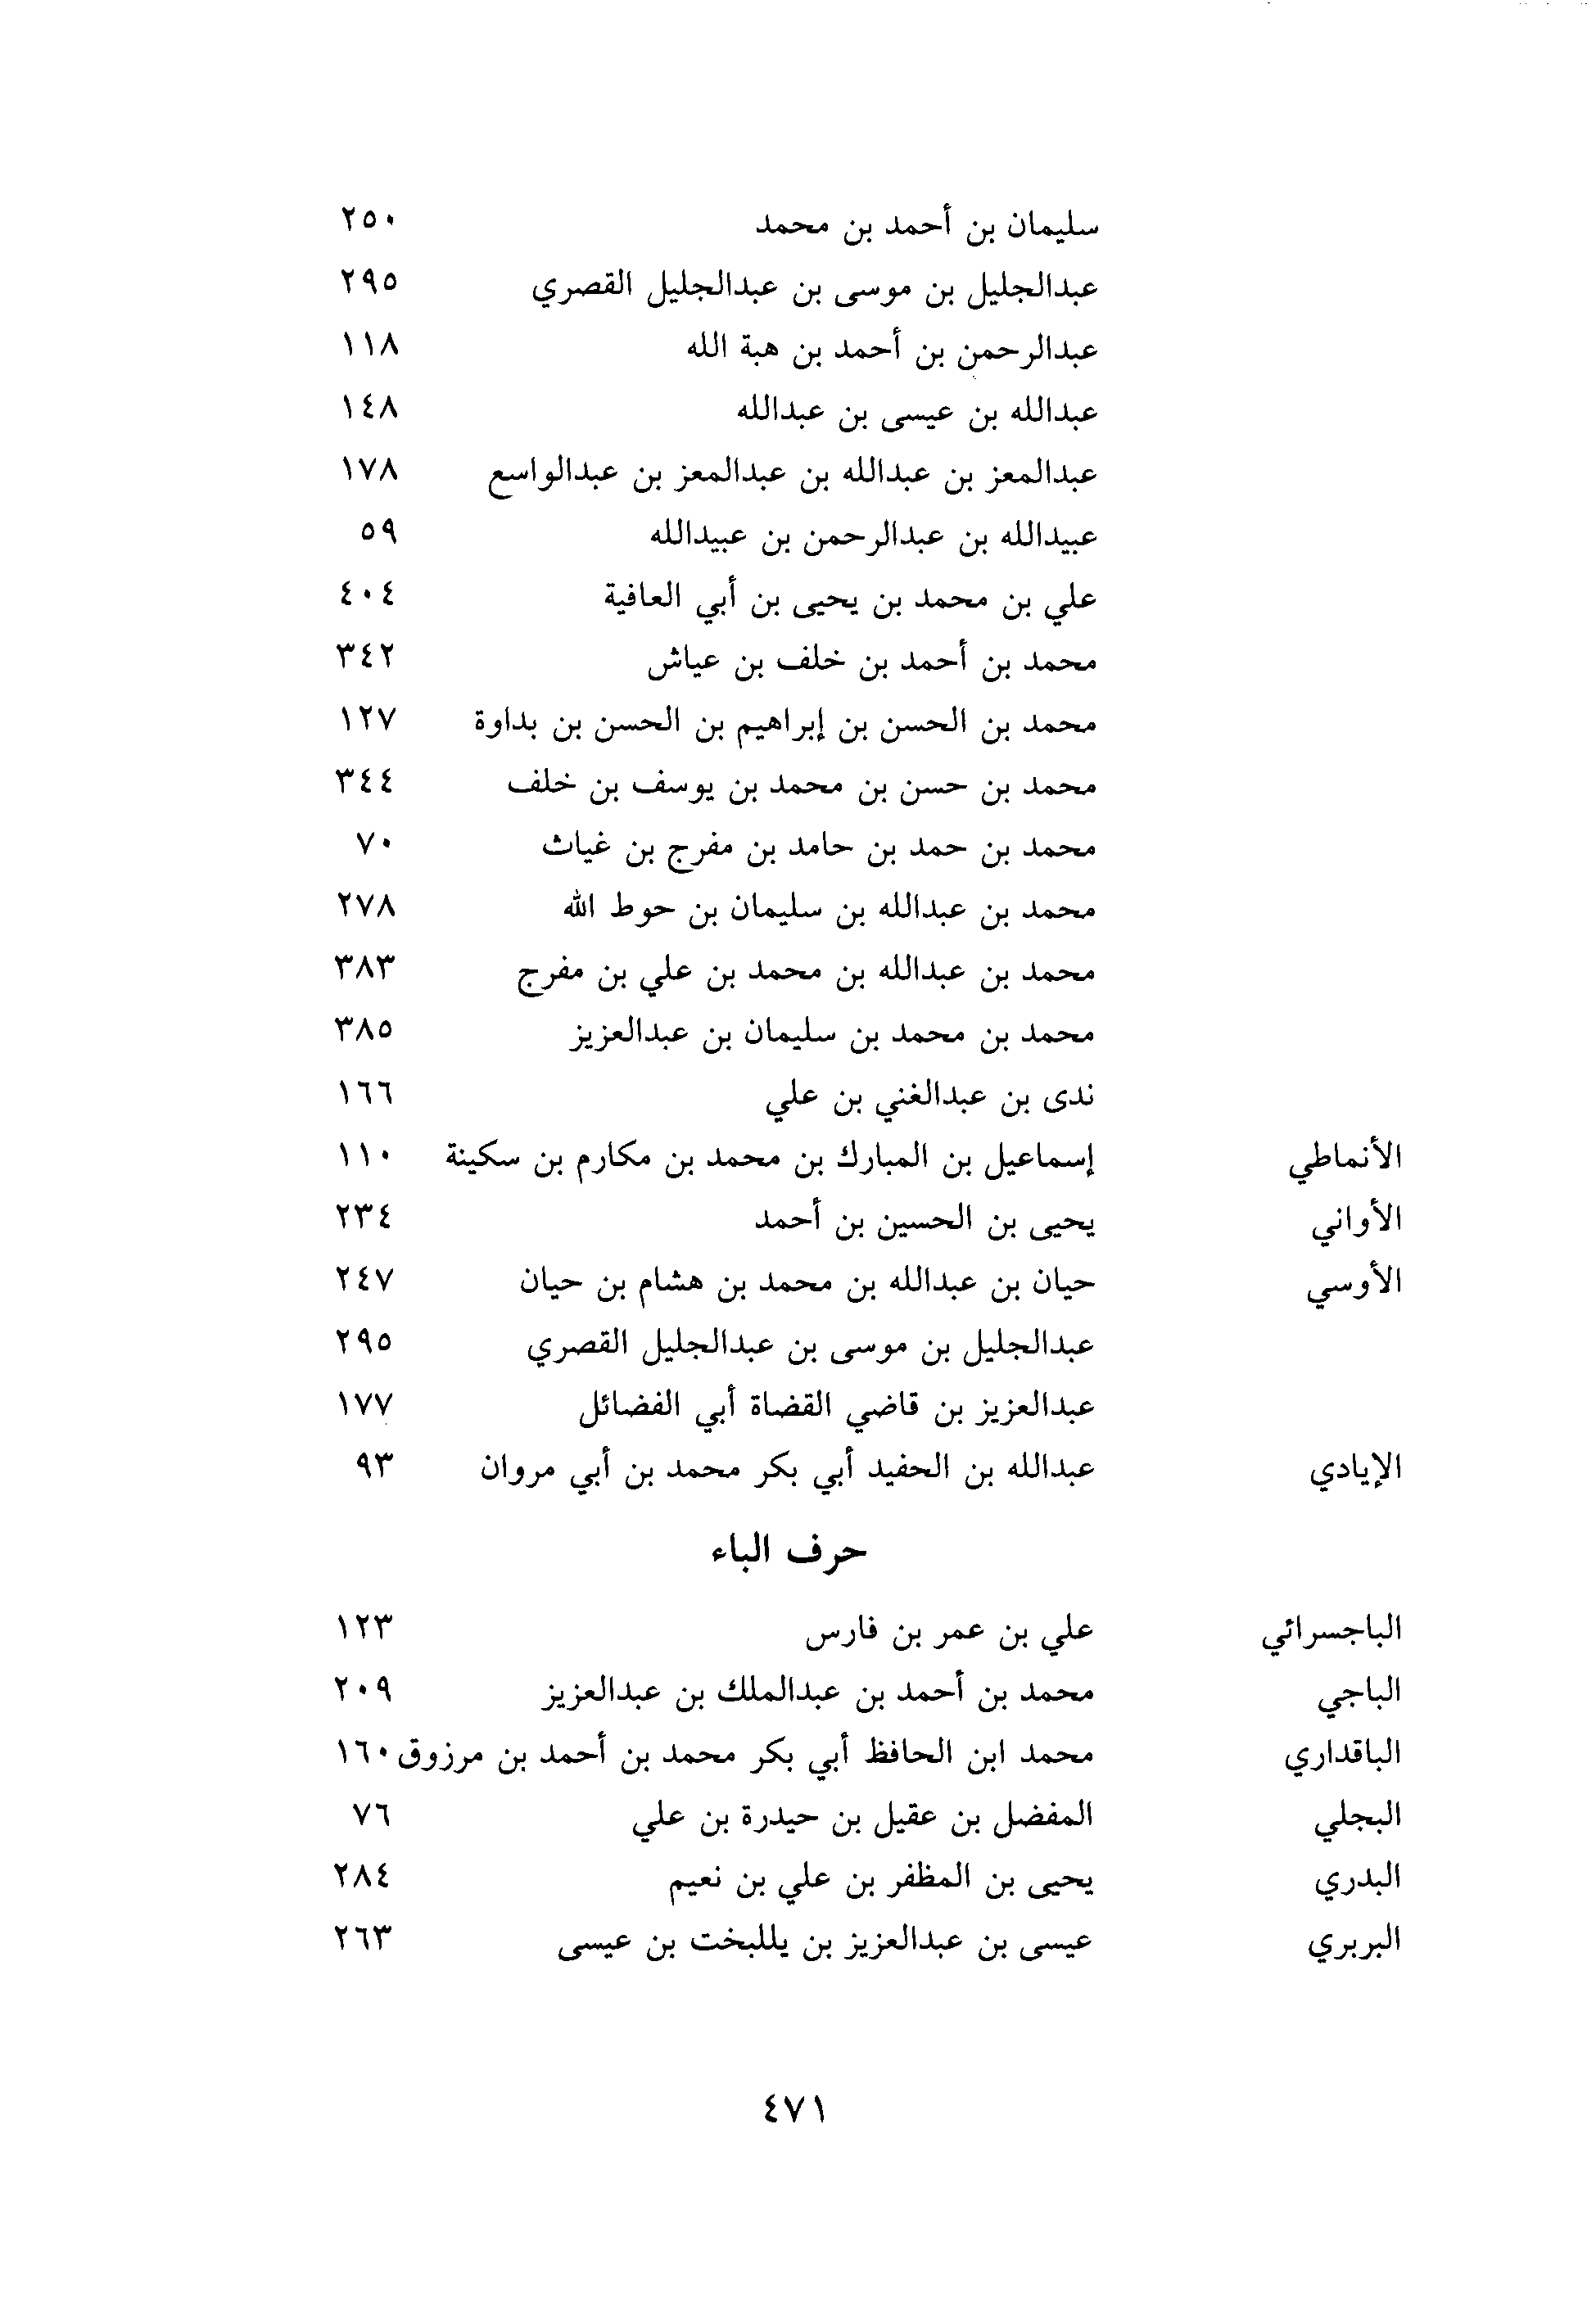 سليمان بن أحمد بن محمد ٢٥٠
عبدالجليل بن موسى بن عبدالجليل القصري ٢٩٥
عبدالرحمن بن أحمد بن هبة الله ١١٨
عبدالله بن عيسى بن عبدالله ١٤٨
عبدالمعز بن عبدالله بن عبدالمعز بن عبدالواسع ١٧٨
عبيدالله بن عبدالرحمن بن عبيدالله ٥٩
علي بن محمد بن يحيى بن أبي العافية ٤٠٤
محمد بن أحمد بن خلف بن عياش ٣٤٢
محمد بن الحسن بن إبراهيم بن الحسن بن بداوة ١٢٧
محمد بن حسن بن محمد بن يوسف بن خلف ٣٤٤
محمد بن حمد بن حامد بن مفرج بن غياث ٧٠
محمد بن عبدالله بن سليمان بن حوط الله ٢٧٨
محمد بن عبدالله بن محمد بن علي بن مفرج ٣٨٣
محمد بن محمد بن سليمان بن عبدالعزيز ٣٨٥
ندى بن عبدالغني بن علي ١٦٦
الأنماطي إسماعيل بن المبارك بن محمد بن مكارم بن سكينة ١١٠
الأواني يحيى بن الحسين بن أحمد ٢٣٤
الأوسي حيان بن عبدالله بن محمد بن هشام بن حيان ٢٤٧
عبدالجليل بن موسى بن عبدالجليل القصري ٢٩٥
عبدالعزيز بن قاضي القضاة أبي الفضائل ١٧٧
الإيادي عبدالله بن الحفيد أبي بكر محمد بن أبي مروان ٩٣
حرف الباء
الباجسرائي علي بن عمر بن فارس ١٢٣
الباجي محمد بن أحمد بن عبدالملك بن عبدالعزيز ٢٠٩
الباقداري محمد ابن الحافظ أبي بكر محمد بن أحمد بن مرزوق ١٦٠
البجلي المفضل بن عقيل بن حيدرة بن علي ٧٦
البدري يحيى بن المظفر بن علي بن نعيم ٢٨٤
البربري عيسى بن عبدالعزيز بن يللبخت بن عيسى ٢٦٣
٤٧١